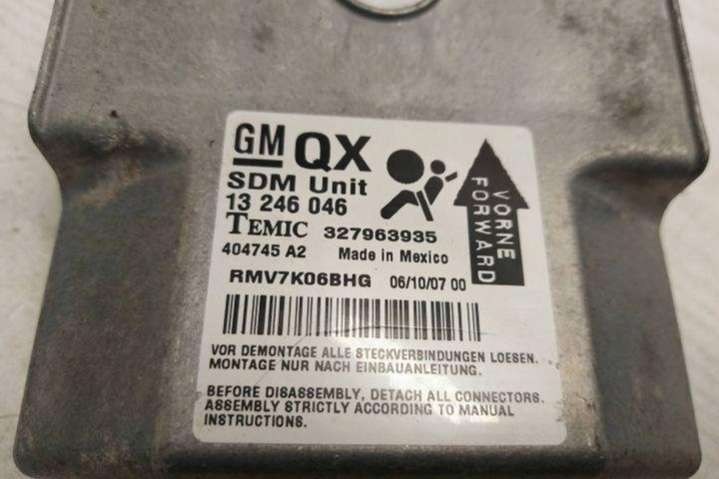 GM QX
SDM Unit
13 246 046
TEMIC 327963935
404745 A2 Made in Mexico
RMV7K06BHG 06/10/07 00
VORNE
FORWARD
VOR DEMONTAGE ALLE STECKVERBINDUNGEN LOESEN.
MONTAGE NUR NACH EINBAUANLEITUNG.
BEFORE DISASSEMBLY, DETACH ALL CONNECTORS.
ASSEMBLY STRICTLY ACCORDING TO MANUAL
INSTRUCTIONS.